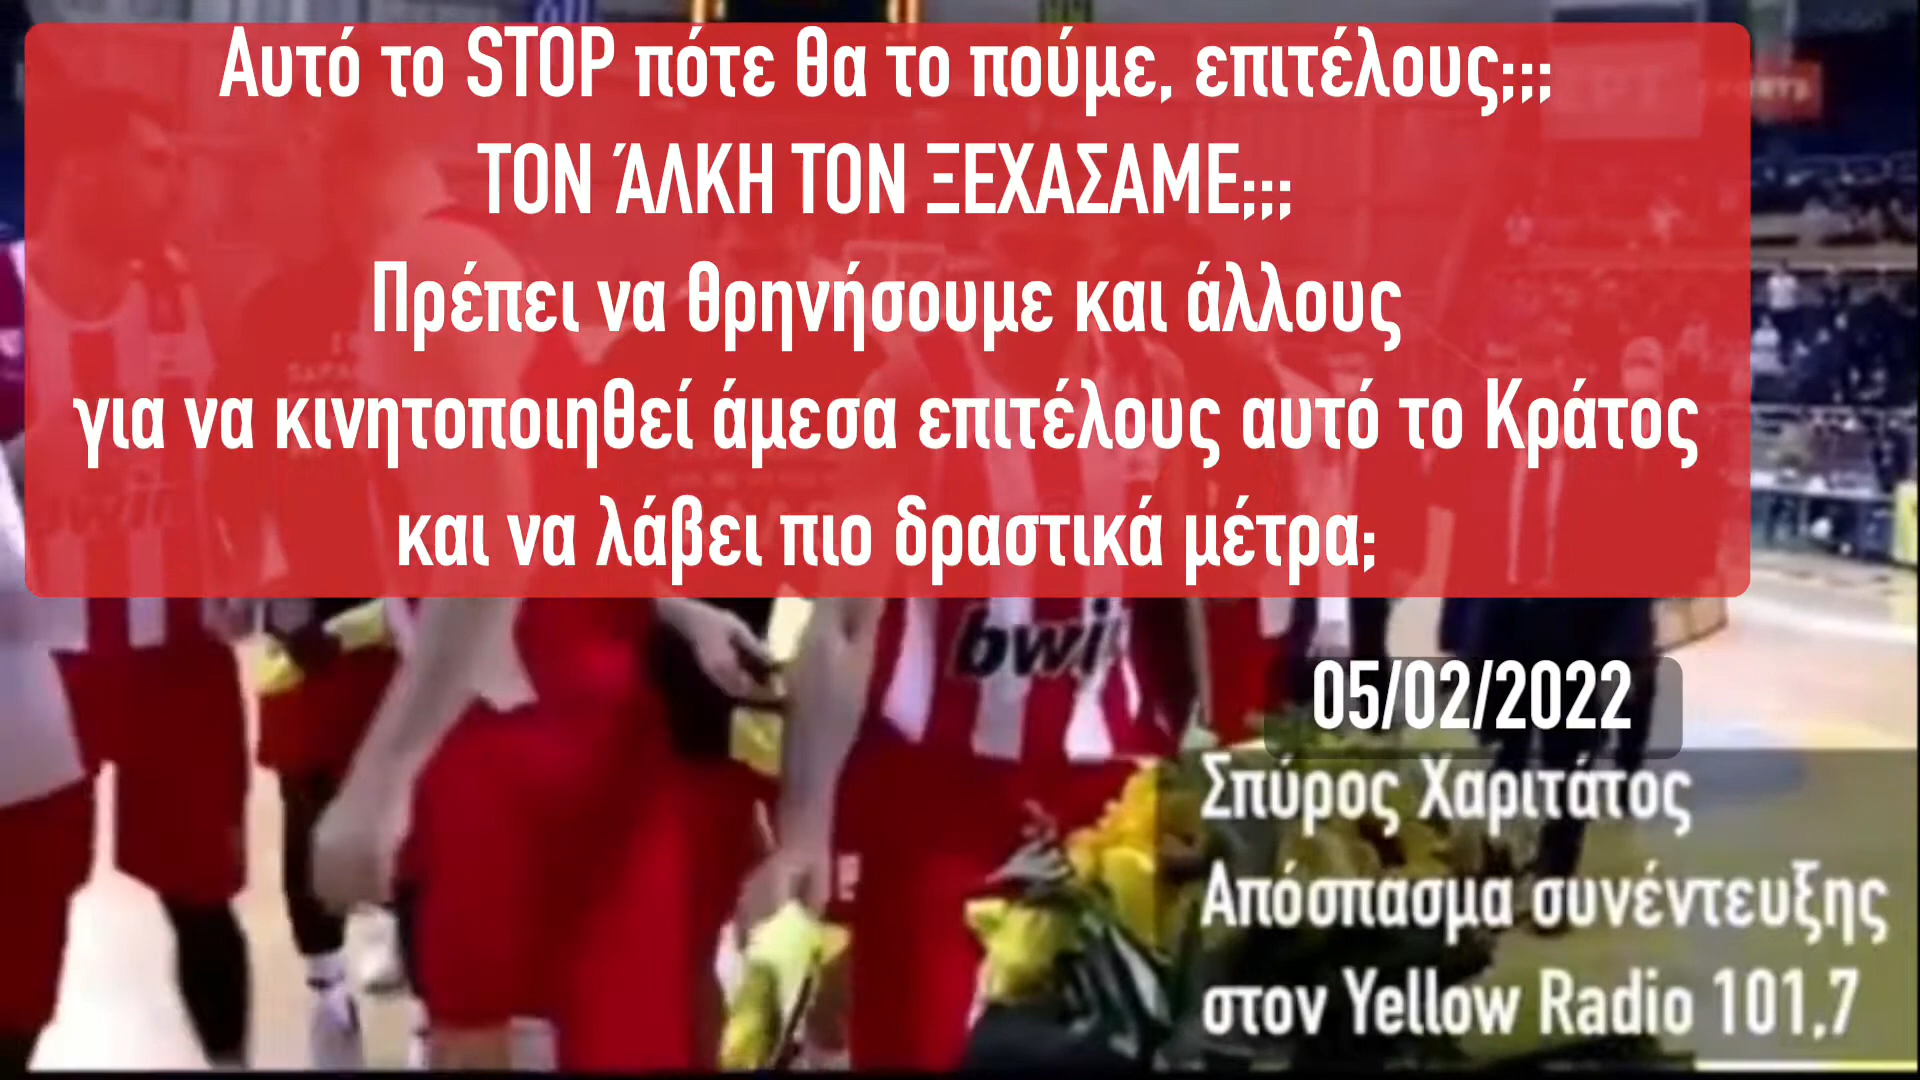 Αυτό το STOP πότε θα το πούμε, επιτέλους;;;
ΤΟΝ ΆΛΚΗ ΤΟΝ ΞΕΧΑΣΑΜΕ;;;
Πρέπει να θρηνήσουμε και άλλους
για να κινητοποιηθεί άμεσα επιτέλους αυτό το Κράτος
και να λάβει πιο δραστικά μέτρα;
bwi
05/02/2022
Σπύρος Χαριτάτος
Απόσπασμα συνέντευξης
στον Yellow Radio 101,7